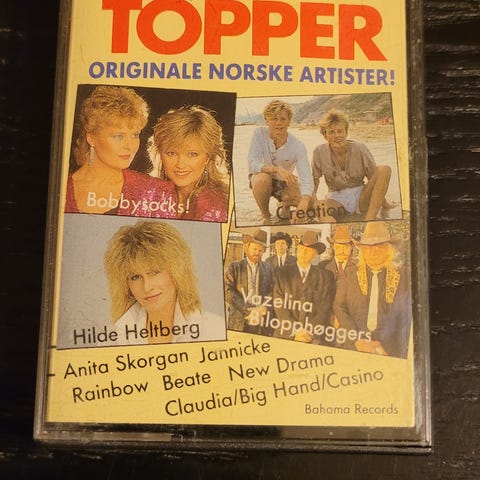 TOPPER
ORIGINALE NORSKE ARTISTER!
Bobbysocks!
Creation
Hilde Heltberg
Vazelina
Bilopphøggers
Anita Skorgan Jannicke
Rainbow Beate New Drama
Claudia/Big Hand/Casino
Bahama Records